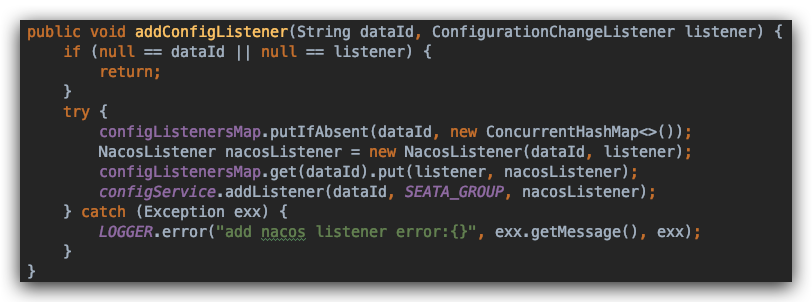 public void addConfigListener(String dataId, ConfigurationChangeListener listener) {
    if (null == dataId || null == listener) {
        return;
    }
    try {
        configListenersMap.putIfAbsent(dataId, new ConcurrentHashMap<>());
        NacosListener nacosListener = new NacosListener(dataId, listener);
        configListenersMap.get(dataId).put(listener, nacosListener);
        configService.addListener(dataId, SEATA_GROUP, nacosListener);
    } catch (Exception exx) {
        LOGGER.error("add nacos listener error:{}", exx.getMessage(), exx);
    }
}